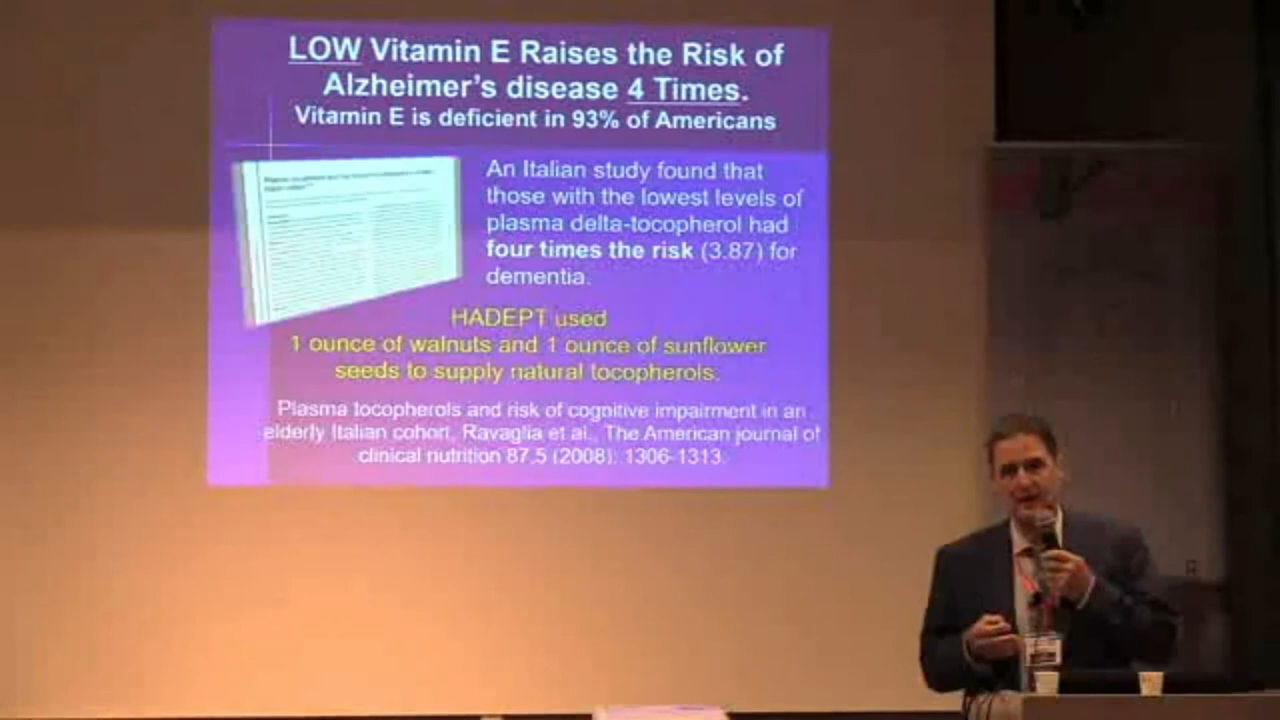 LOW Vitamin E Raises the Risk of
Alzheimer's disease 4 Times.
Vitamin E is deficient in 93% of Americans
An Italian study found that
those with the lowest levels of
plasma delta-tocopherol had
four times the risk (3.87) for
dementia.
HADEPT used
1 ounce of walnuts and 1 ounce of sunflower
seeds to supply natural tocopherols.
Plasma tocopherols and risk of cognitive impairment in an
elderly Italian cohort, Ravaglia et al., The American journal of
clinical nutrition 87.5 (2008): 1306-1313.